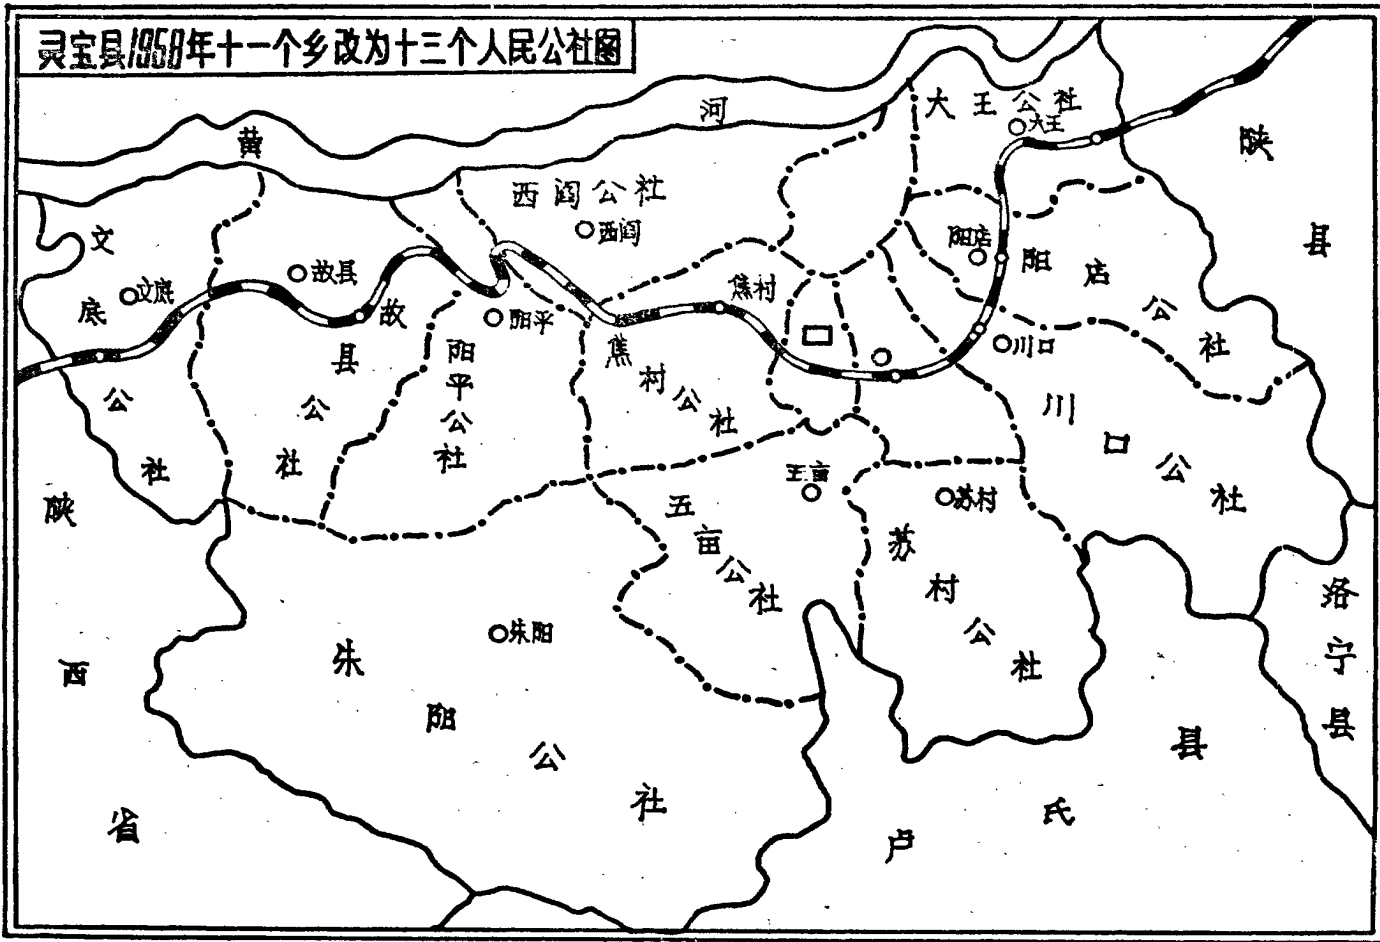 灵宝县1958年十一个乡改为十三个人民公社图
黄河
大王公社
大王
陕县
西阎公社
西阎
文底公社
文底
故县
故县公社
阳平
阳平公社
焦村
焦村公社
阳店
阳店公社
川口
川口公社
五亩
五亩公社
苏村
苏村公社
朱阳
朱阳公社
陕西省
卢氏县
洛宁县